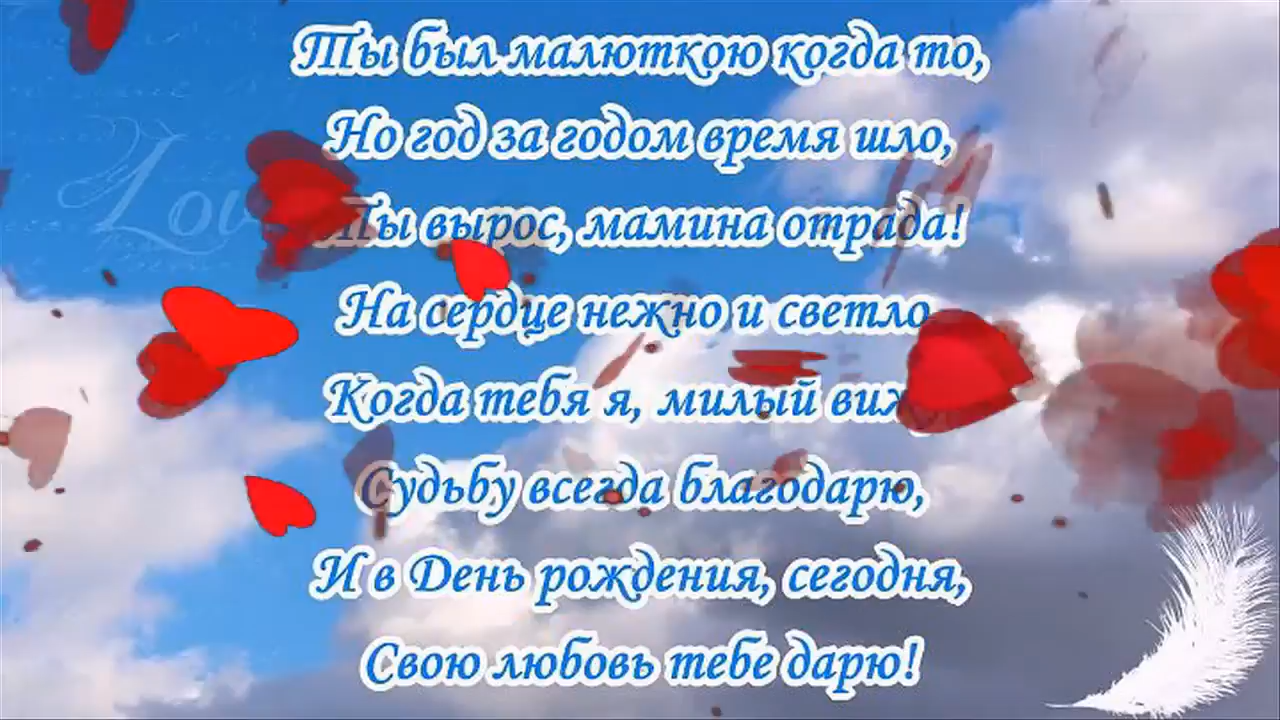 Ты был малюткою когда то,
Но год за годом время шло,
Ты вырос, мамина отрада!
На сердце нежно и светло
Когда тебя я, милый
Судьбу всегда благодарю,
И в День рождения, сегодня,
Свою любовь тебе дарю!